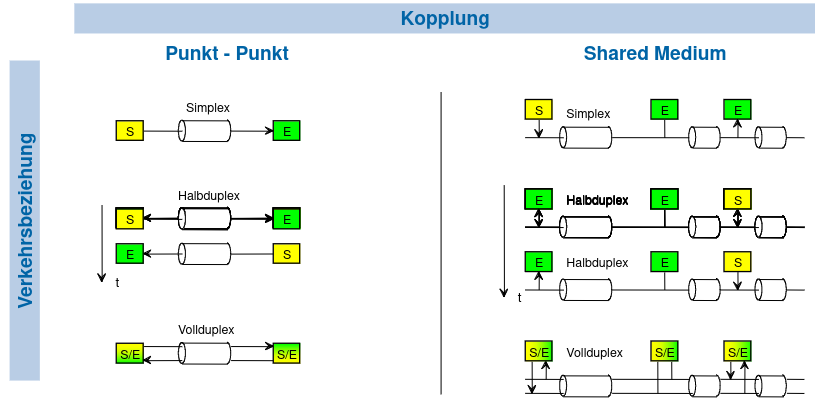 Kopplung
Punkt - Punkt
Shared Medium
Verkehrsbeziehung
Simplex
S
E
Halbduplex
S
E
E
S
t
Vollduplex
S/E
S/E
S
Simplex
E
E
E
Halbduplex
E
S
E
Halbduplex
E
S
t
S/E
Vollduplex
S/E
S/E